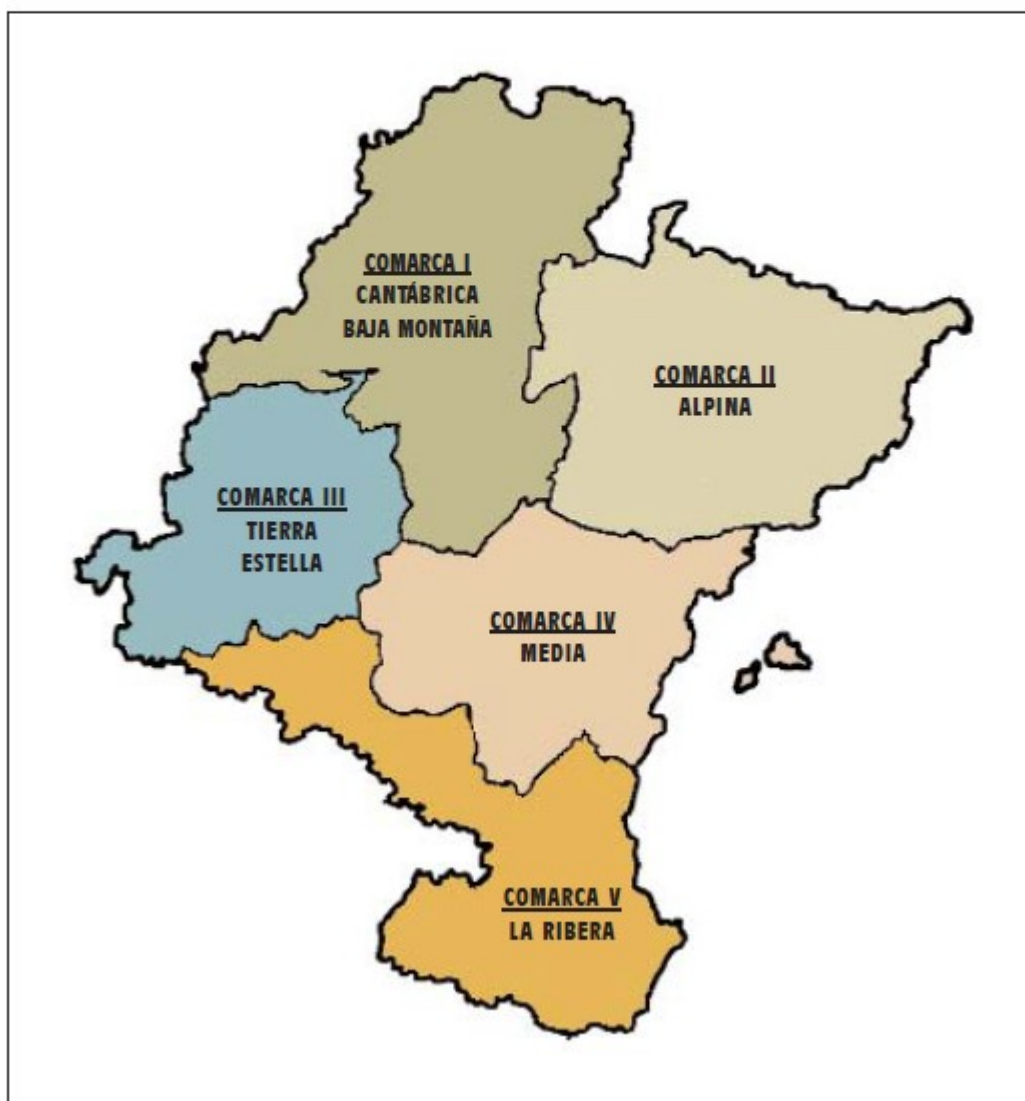 COMARCA I
CANTÁBRICA
BAJA MONTAÑA
COMARCA II
ALPINA
COMARCA III
TIERRA
ESTELLA
COMARCA IV
MEDIA
COMARCA V
LA RIBERA